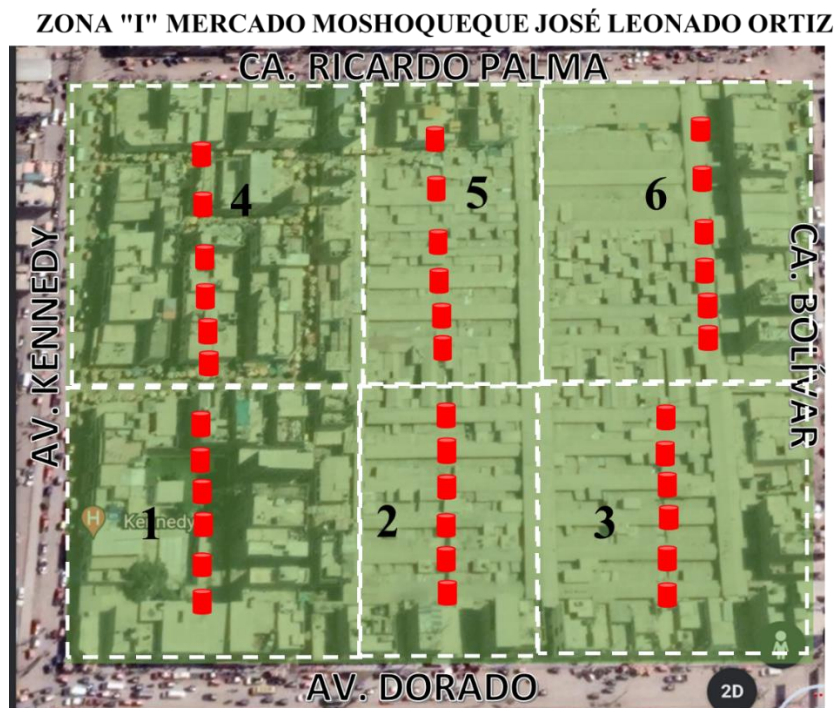 ZONA "I" MERCADO MOSHOQUEQUE JOSÉ LEONADO ORTIZ
CA. RICARDO PALMA
4
5
6
AV. KENNEDY
CA. BOLÍVAR
H Kennedy
1
2
3
AV. DORADO
2D